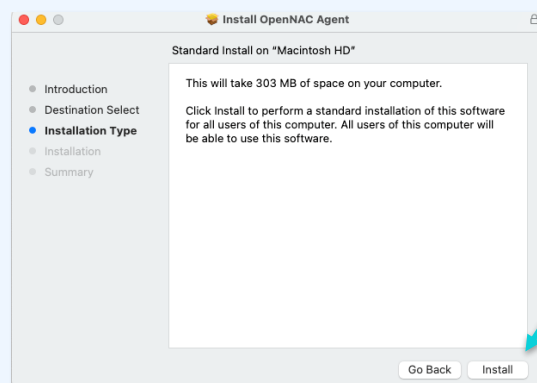 Install OpenNAC Agent
Standard Install on “Macintosh HD”
Introduction
Destination Select
Installation Type
Installation
Summary
This will take 303 MB of space on your computer.
Click Install to perform a standard installation of this software
for all users of this computer. All users of this computer will
be able to use this software.
Go Back
Install